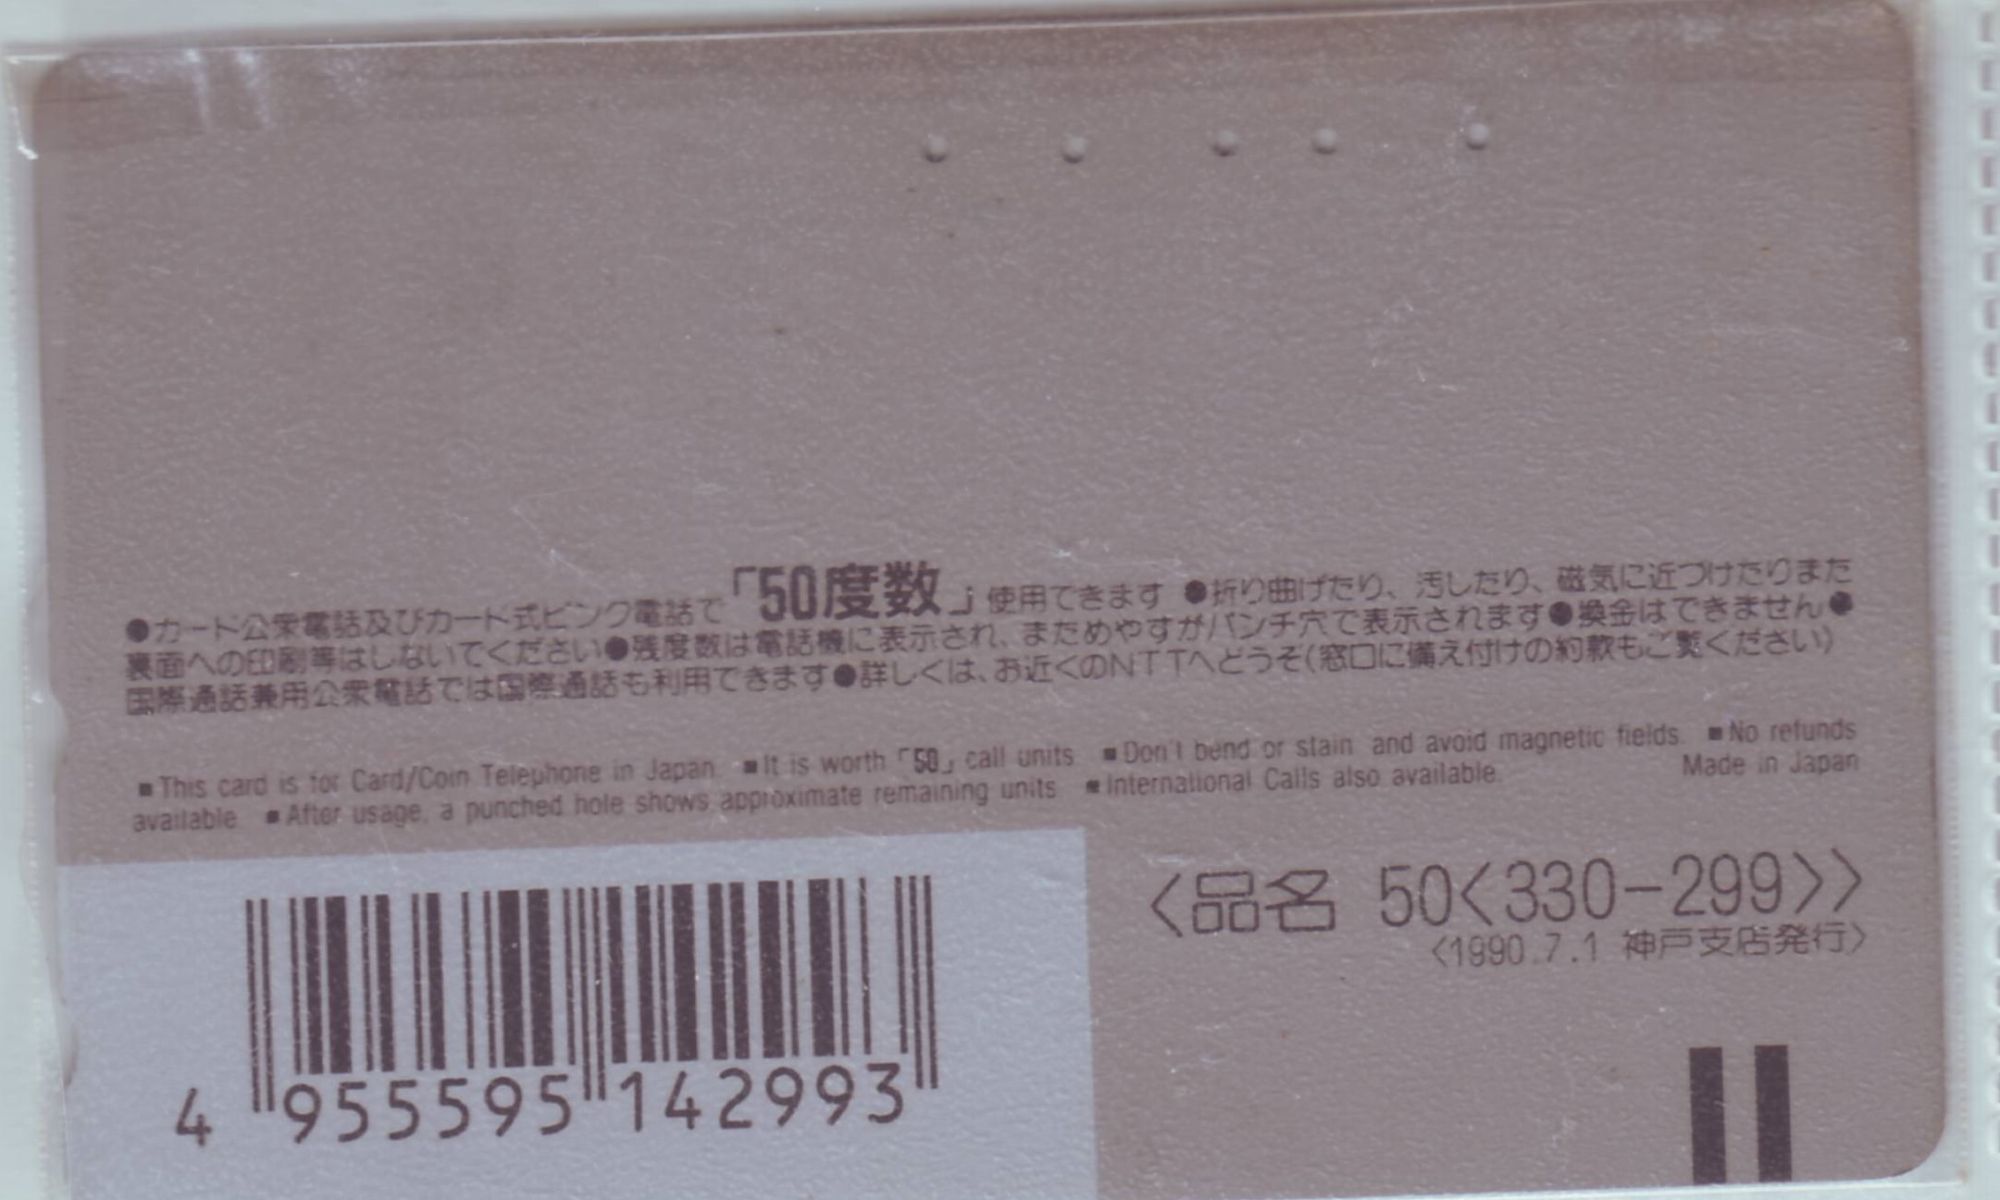 ●カード公衆電話及びカード式ピンク電話で「50度数」使用できます ●折り曲げたり、汚したり、磁気に近づけたりまた
裏面への印刷等はしないでください●残度数は電話機に表示され、まためやすがパンチ穴で表示されます●換金はできません●
国際通話兼用公衆電話では国際通話も利用できます●詳しくは、お近くのNTTへどうぞ(窓口に備え付けの約款もご覧ください)
■This card is for Card/Coin Telephone in Japan. ■It is worth「50」call units ■Don't bend or stain and avoid magnetic fields. ■No refunds
available ■After usage, a punched hole shows approximate remaining units ■International Calls also available. Made in Japan
<品名 50<330-299>>
<1990.7.1 神戸支店発行>
4 955595 142993